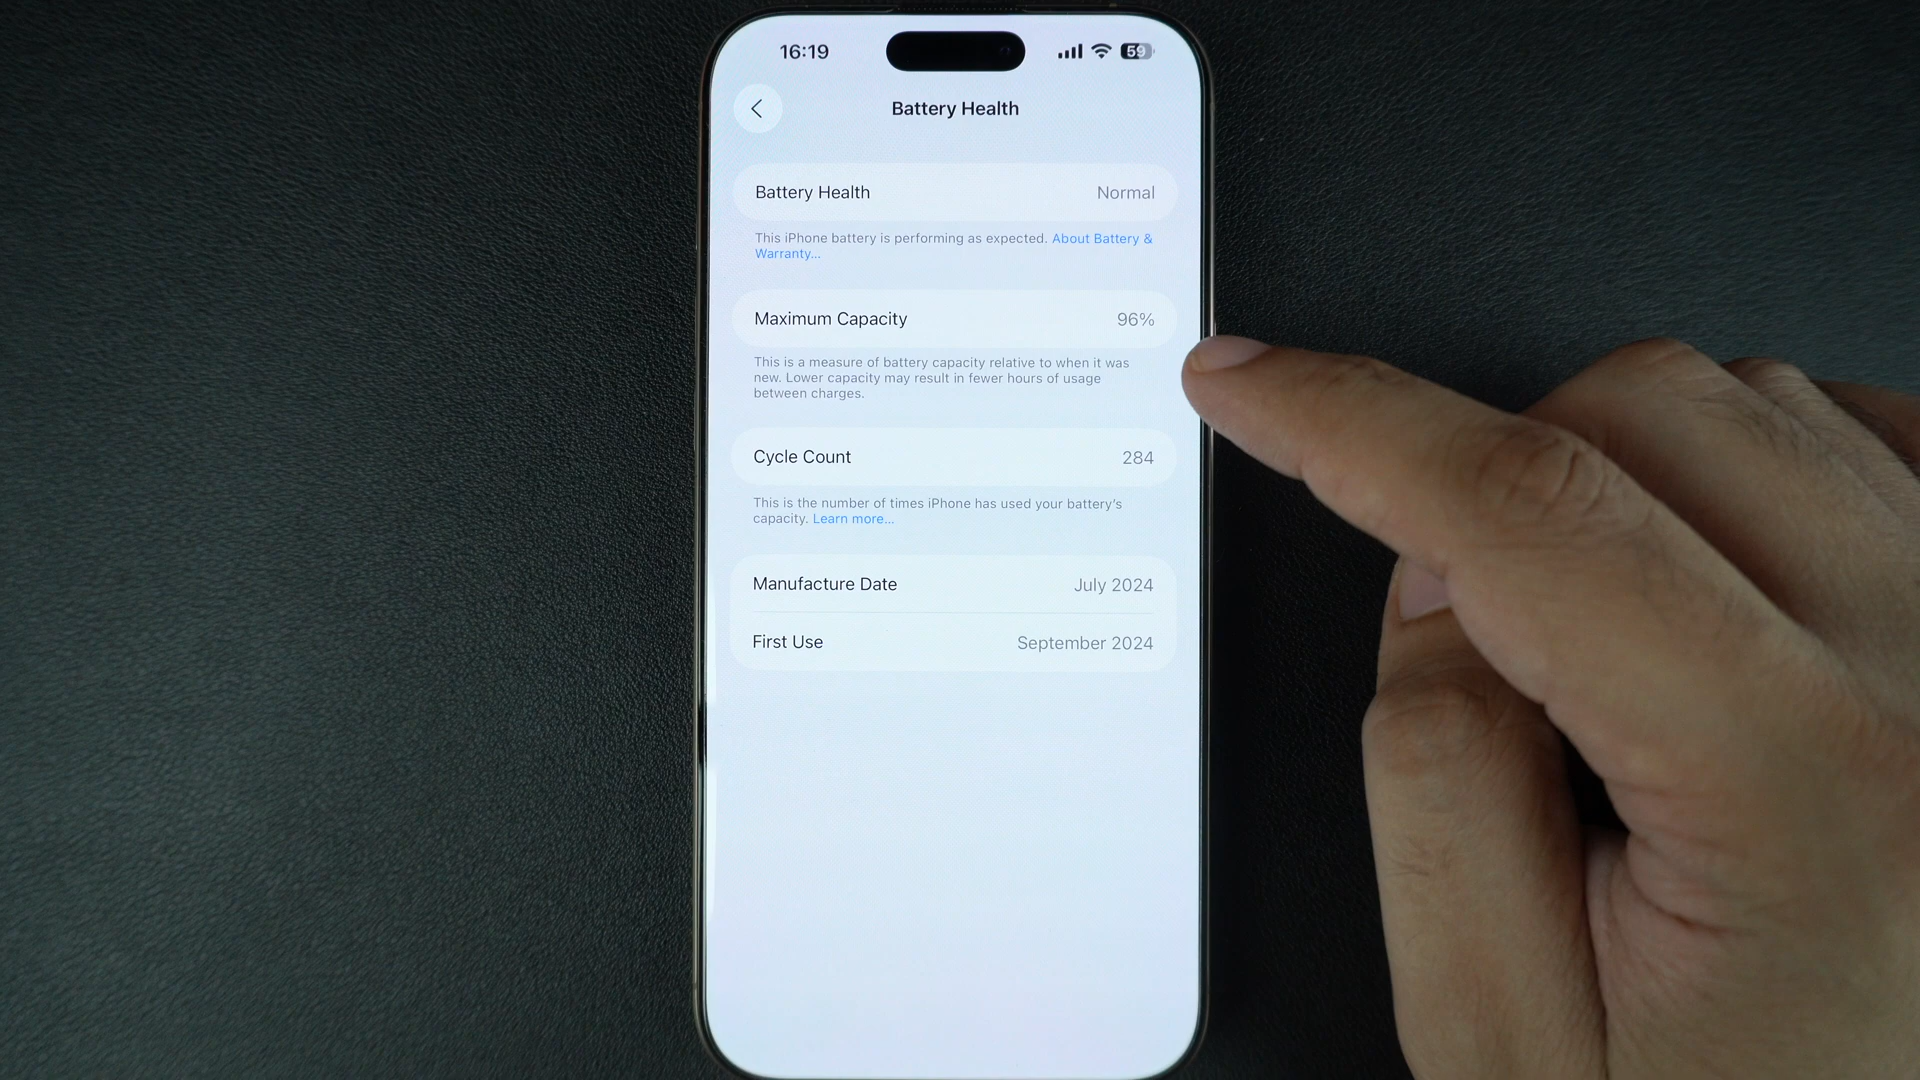 16:19
59
Battery Health
Battery Health Normal
This iPhone battery is performing as expected. About Battery &
Warranty...
Maximum Capacity 96%
This is a measure of battery capacity relative to when it was
new. Lower capacity may result in fewer hours of usage
between charges.
Cycle Count 284
This is the number of times iPhone has used your battery's
capacity. Learn more...
Manufacture Date July 2024
First Use September 2024